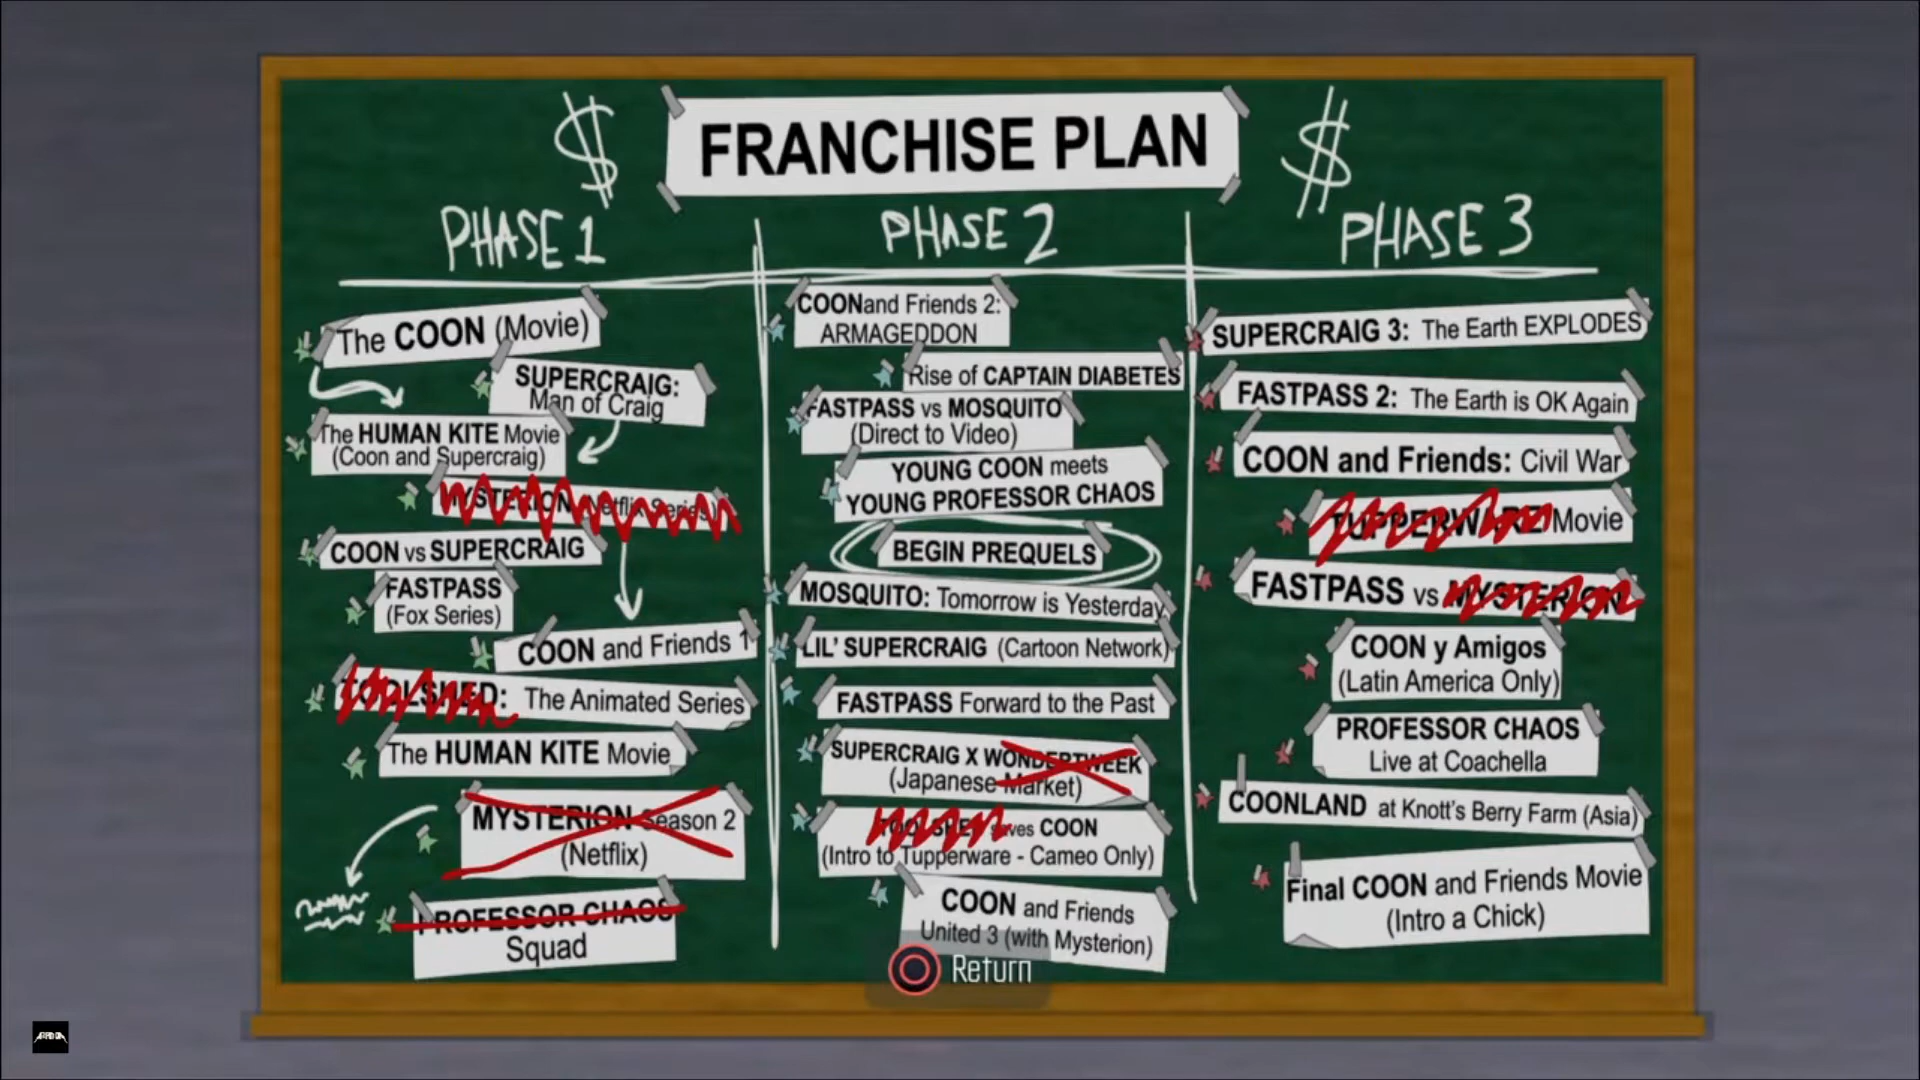 $ FRANCHISE PLAN $
PHASE 1
The COON (Movie)
SUPERCRAIG:
Man of Craig
The HUMAN KITE Movie
(Coon and Supercraig)
MYSTERION (Netflix Series)
COON vs SUPERCRAIG
FASTPASS
(Fox Series)
COON and Friends 1
TOOLSHED: The Animated Series
The HUMAN KITE Movie
MYSTERION Season 2
(Netflix)
PROFESSOR CHAOS
Squad
PHASE 2
COONand Friends 2:
ARMAGEDDON
Rise of CAPTAIN DIABETES
FASTPASS vs MOSQUITO
(Direct to Video)
YOUNG COON meets
YOUNG PROFESSOR CHAOS
BEGIN PREQUELS
MOSQUITO: Tomorrow is Yesterday
LIL' SUPERCRAIG (Cartoon Network)
FASTPASS Forward to the Past
SUPERCRAIG X WONDERTWEEK
(Japanese Market)
TOOLSHED saves COON
(Intro to Tupperware - Cameo Only)
COON and Friends
United 3 (with Mysterion)
PHASE 3
SUPERCRAIG 3: The Earth EXPLODES
FASTPASS 2: The Earth is OK Again
COON and Friends: Civil War
TUPPERWARE Movie
FASTPASS vs MYSTERION
COON y Amigos
(Latin America Only)
PROFESSOR CHAOS
Live at Coachella
COONLAND at Knott's Berry Farm (Asia)
Final COON and Friends Movie
(Intro a Chick)
Return